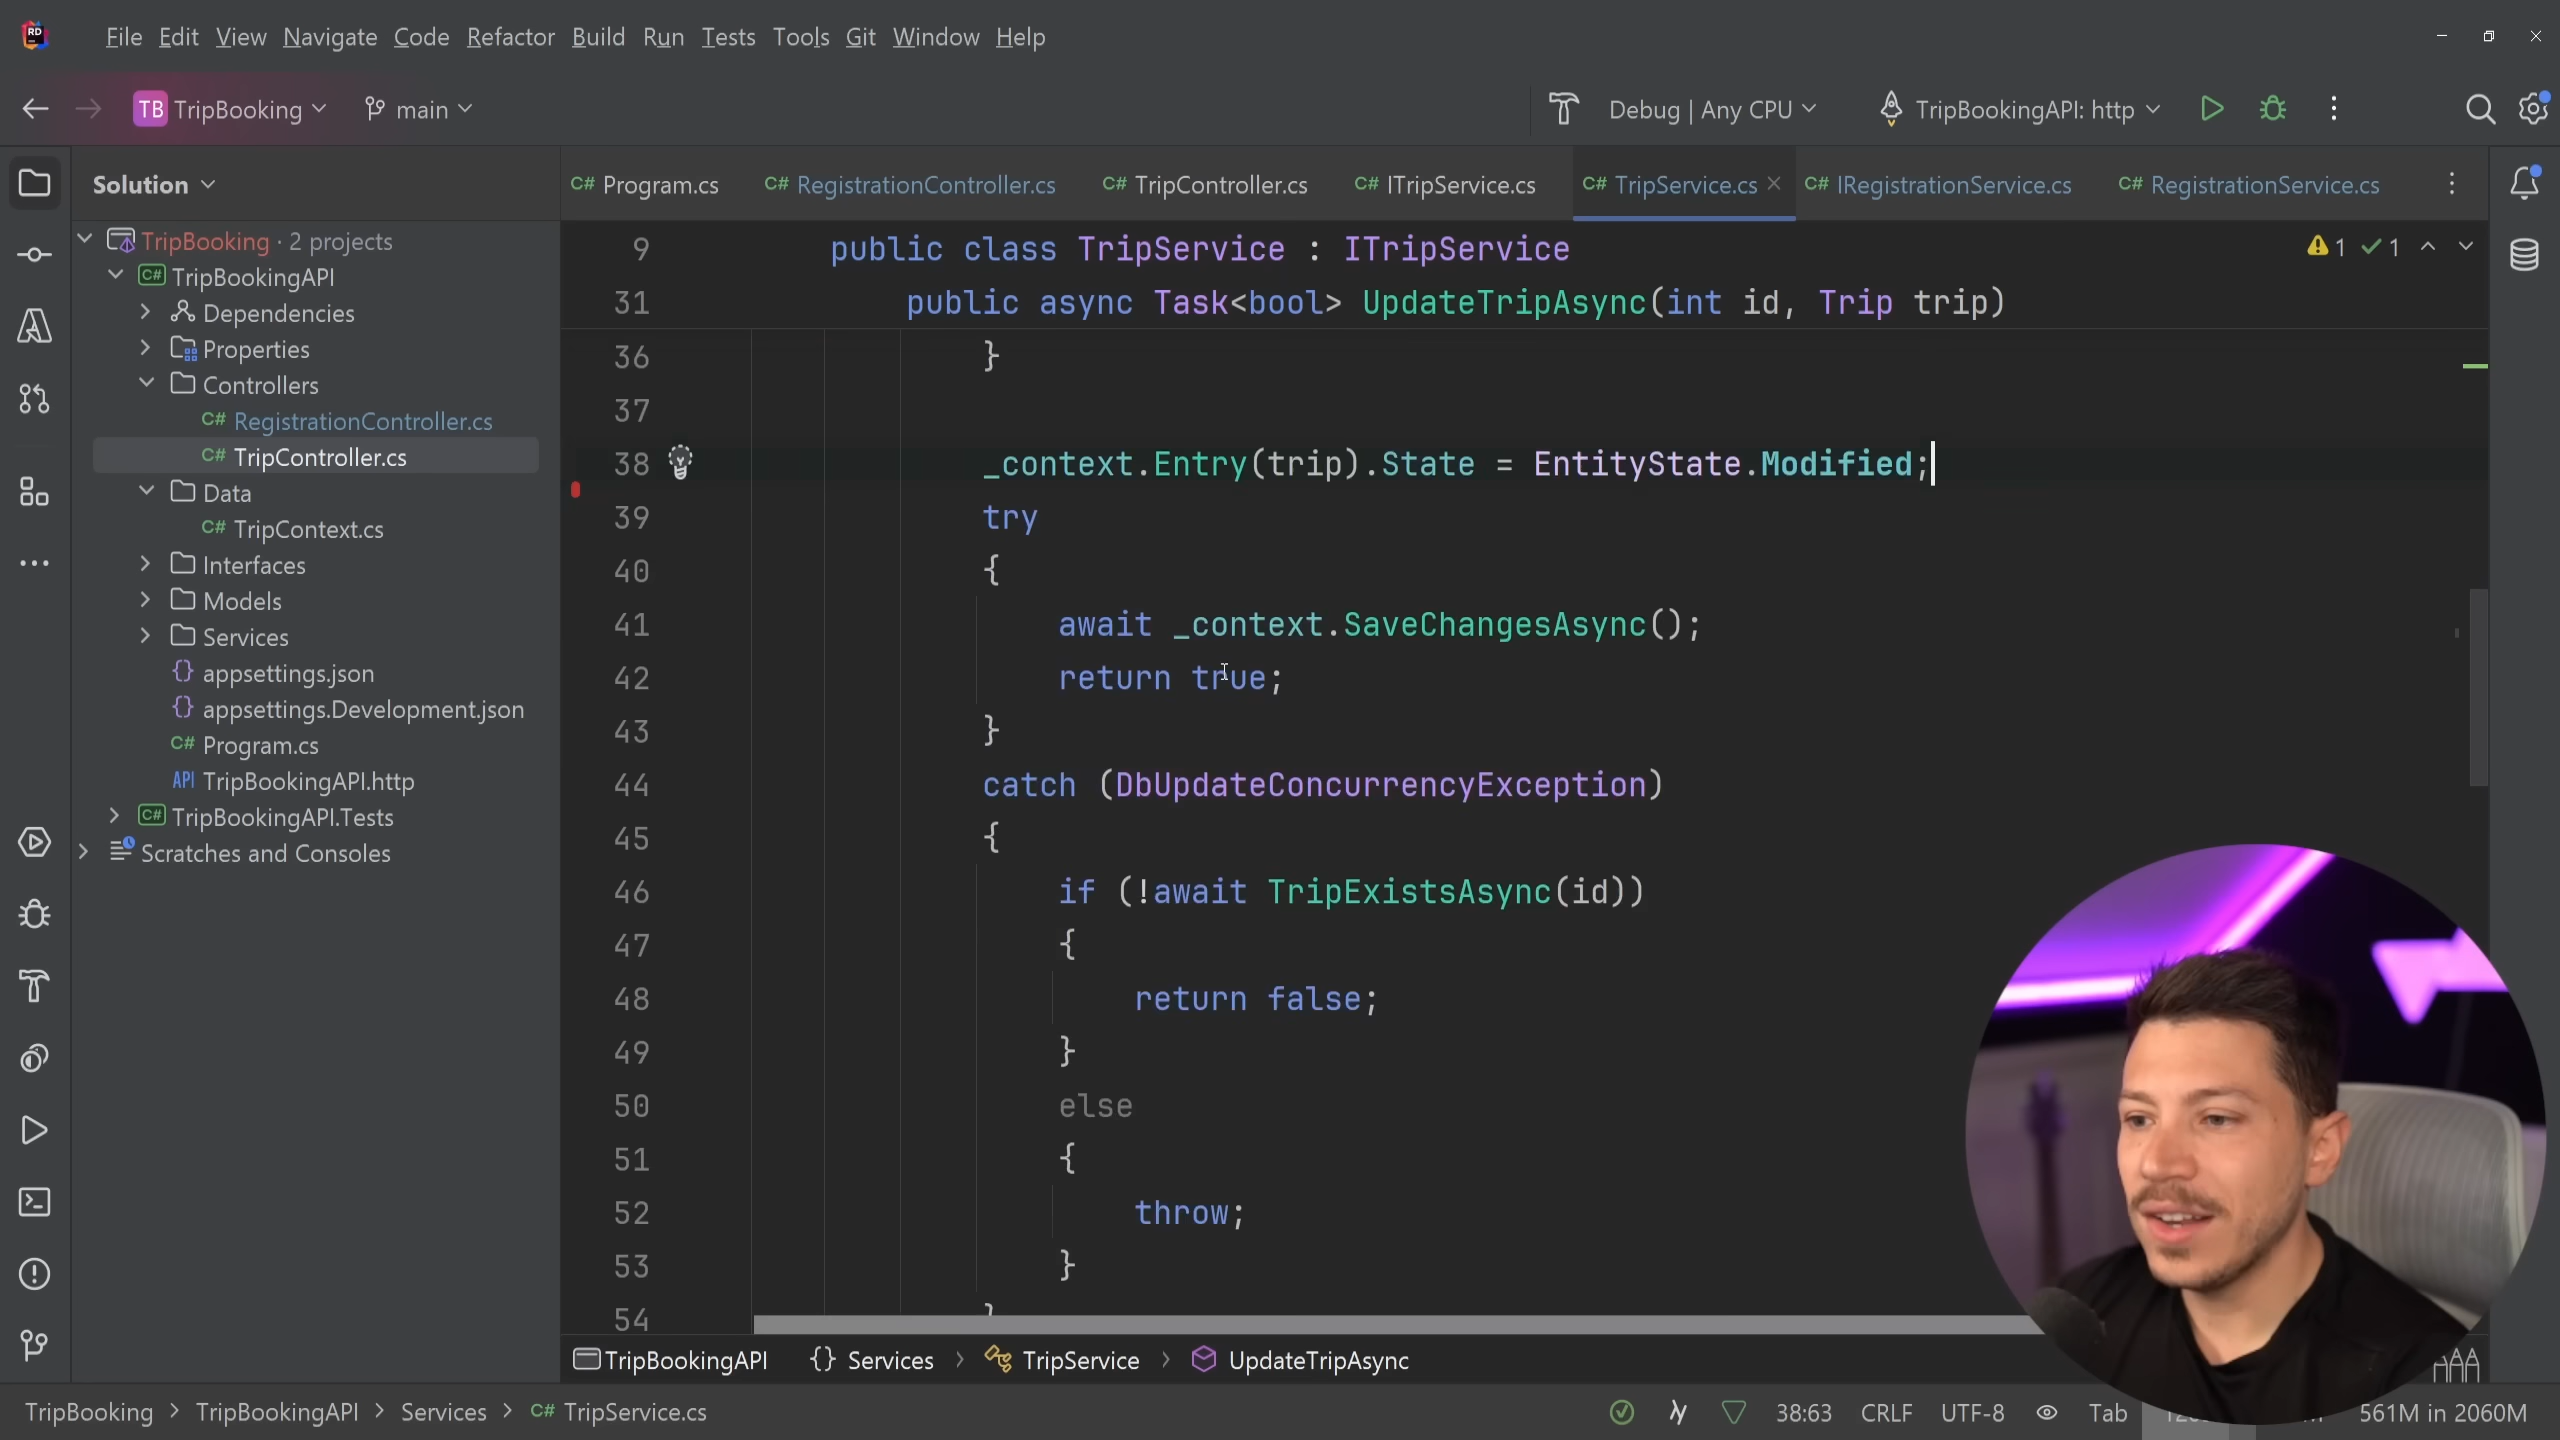 RD File Edit View Navigate Code Refactor Build Run Tests Tools Git Window Help
TB TripBooking main Debug | Any CPU TripBookingAPI: http
Solution
C# Program.cs C# RegistrationController.cs C# TripController.cs C# ITripService.cs C# TripService.cs C# IRegistrationService.cs C# RegistrationService.cs
TripBooking · 2 projects
TripBookingAPI
Dependencies
Properties
Controllers
C# RegistrationController.cs
C# TripController.cs
Data
C# TripContext.cs
Interfaces
Models
Services
{} appsettings.json
{} appsettings.Development.json
C# Program.cs
API TripBookingAPI.http
C# TripBookingAPI.Tests
Scratches and Consoles
9 public class TripService : ITripService
1 1
31 public async Task<bool> UpdateTripAsync(int id, Trip trip)
36 }
37
38 _context.Entry(trip).State = EntityState.Modified;
39 try
40 {
41 await _context.SaveChangesAsync();
42 return true;
43 }
44 catch (DbUpdateConcurrencyException)
45 {
46 if (!await TripExistsAsync(id))
47 {
48 return false;
49 }
50 else
51 {
52 throw;
53 }
54 }
TripBookingAPI {} Services > TripService > UpdateTripAsync
TripBooking > TripBookingAPI > Services > C# TripService.cs 38:63 CRLF UTF-8 Tab 561M in 2060M